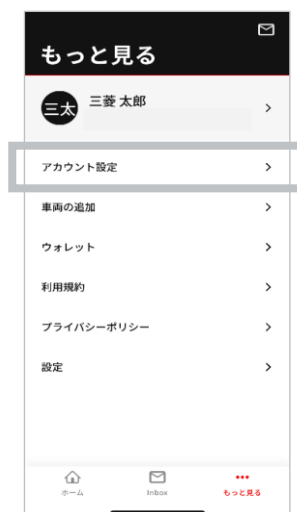 もっと見る
三太
三菱 太郎
アカウント設定
車両の追加
ウォレット
利用規約
プライバシーポリシー
設定
ホーム
Inbox
もっと見る